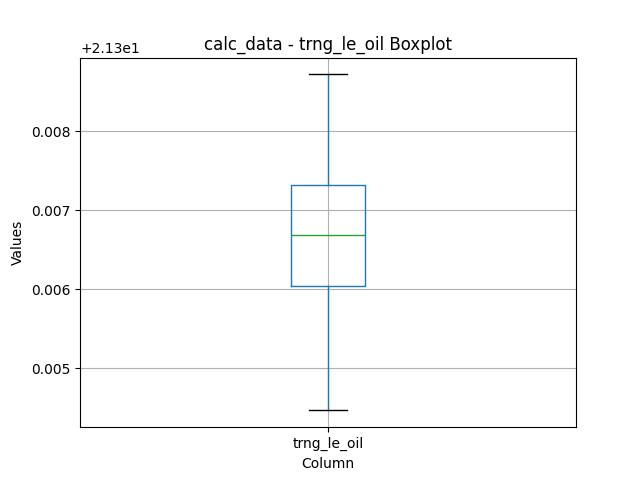 calc_data - trng_le_oil Boxplot
+2.13e1
0.008
0.007
0.006
0.005
Values
trng_le_oil
Column